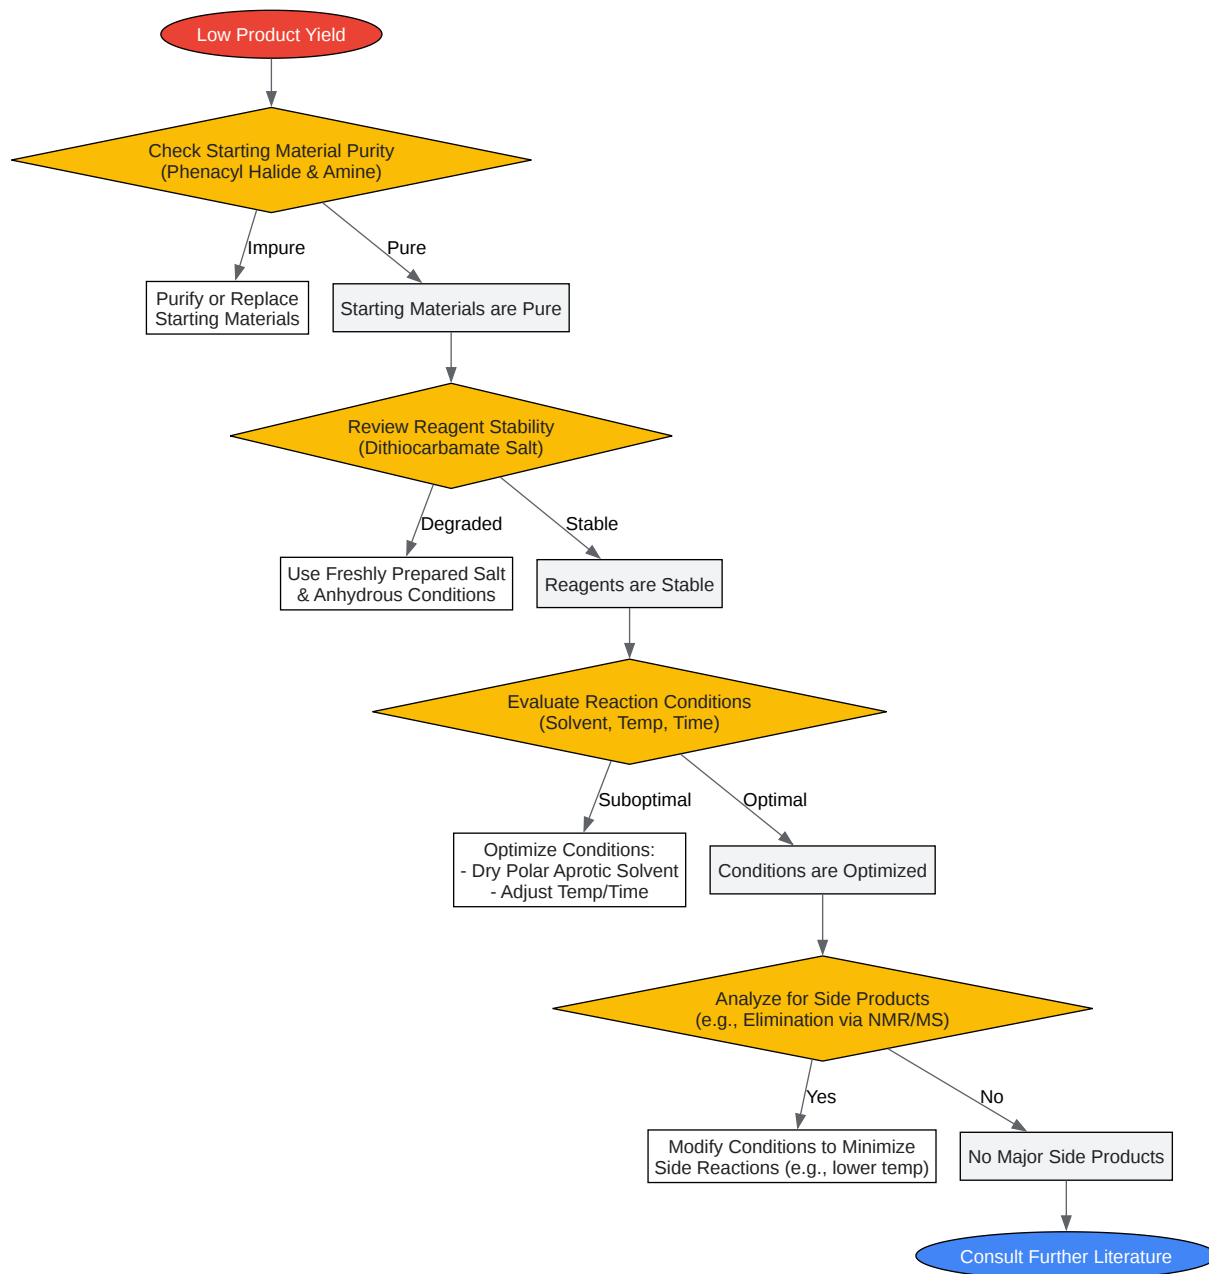 Low Product Yield
Check Starting Material Purity
(Phenacyl Halide & Amine)
Impure
Pure
Purify or Replace
Starting Materials
Starting Materials are Pure
Review Reagent Stability
(Dithiocarbamate Salt)
Degraded
Stable
Use Freshly Prepared Salt
& Anhydrous Conditions
Reagents are Stable
Evaluate Reaction Conditions
(Solvent, Temp, Time)
Suboptimal
Optimal
Optimize Conditions:
- Dry Polar Aprotic Solvent
- Adjust Temp/Time
Conditions are Optimized
Analyze for Side Products
(e.g., Elimination via NMR/MS)
Yes
No
Modify Conditions to Minimize
Side Reactions (e.g., lower temp)
No Major Side Products
Consult Further Literature